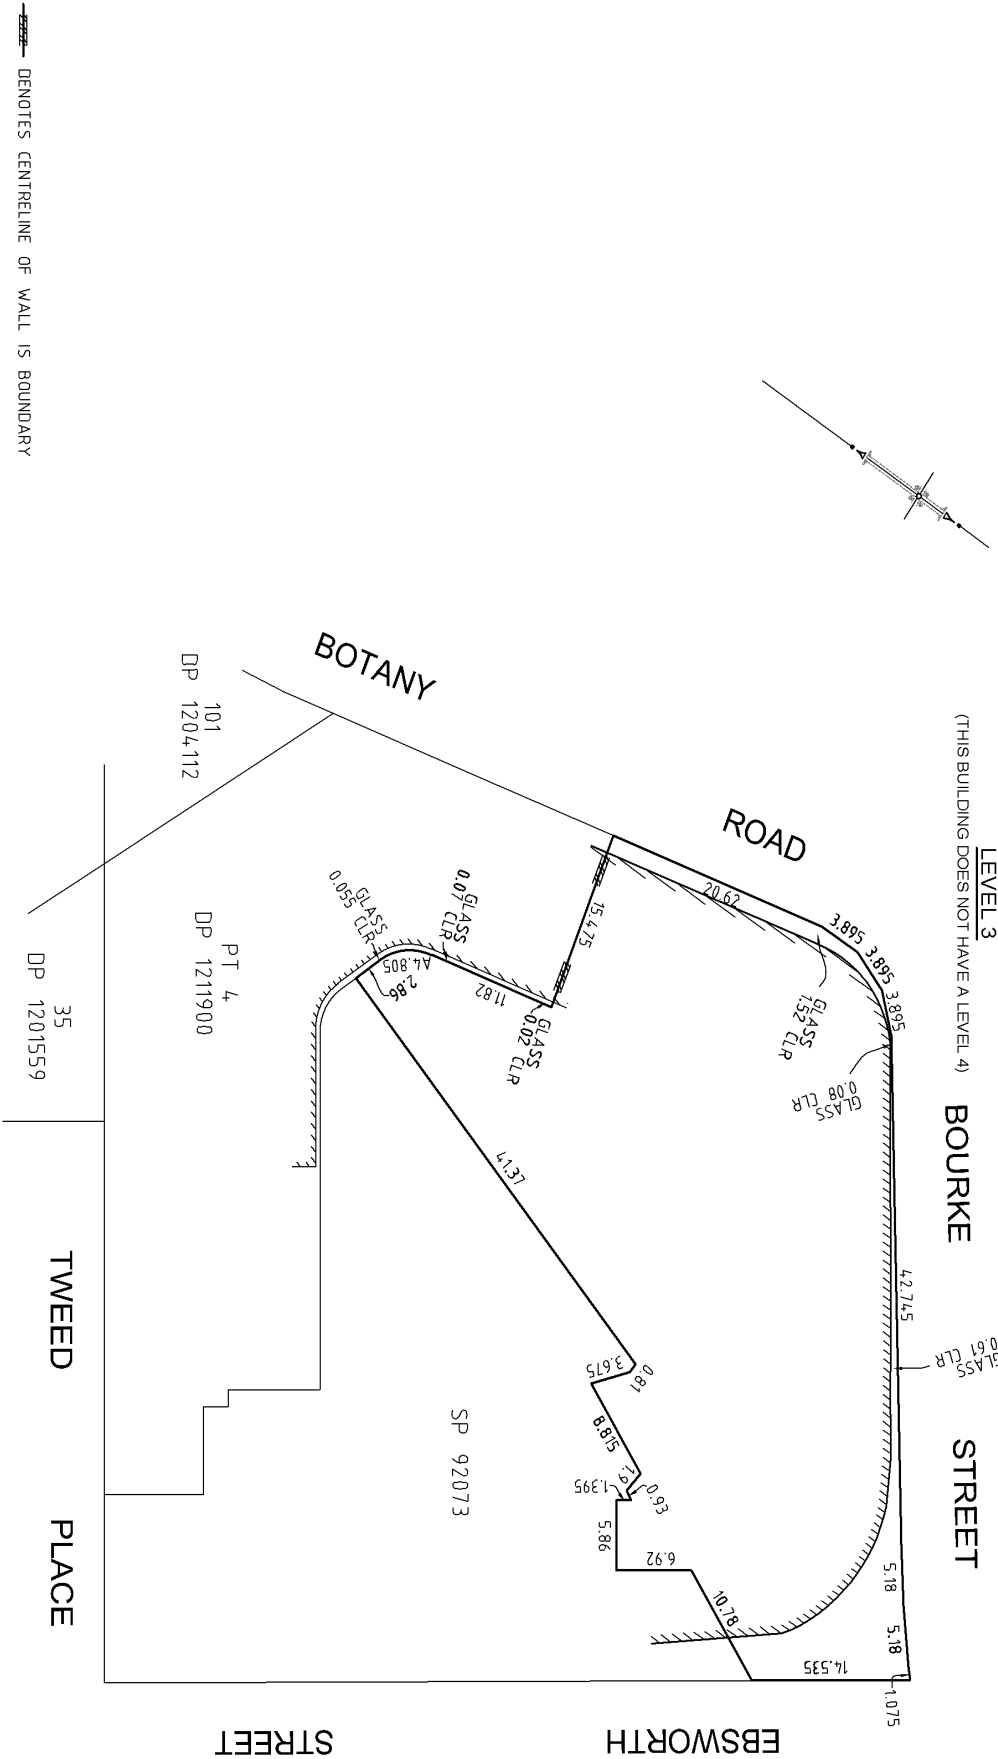 DENOTES CENTRELINE OF WALL IS BOUNDARY
LEVEL 3
(THIS BUILDING DOES NOT HAVE A LEVEL 4)
BOTANY
ROAD
BOURKE
STREET
101
DP 1204112
PT 4
DP 1211900
35
DP 1201559
TWEED
PLACE
EBSWORTH
STREET
SP 92073
20.62
3.895
3.895
3.895
15.475
GLASS
1.52 CLR
GLASS
0.08 CLR
GLASS
0.07 CLR
GLASS
0.055 CLR
GLASS
0.02 CLR
A4.805
2.86
11.82
41.37
42.745
GLASS
0.61 CLR
0.81
3.675
8.815
1.9
0.93
1.395
5.86
6.92
10.78
14.535
5.18
5.18
1.075